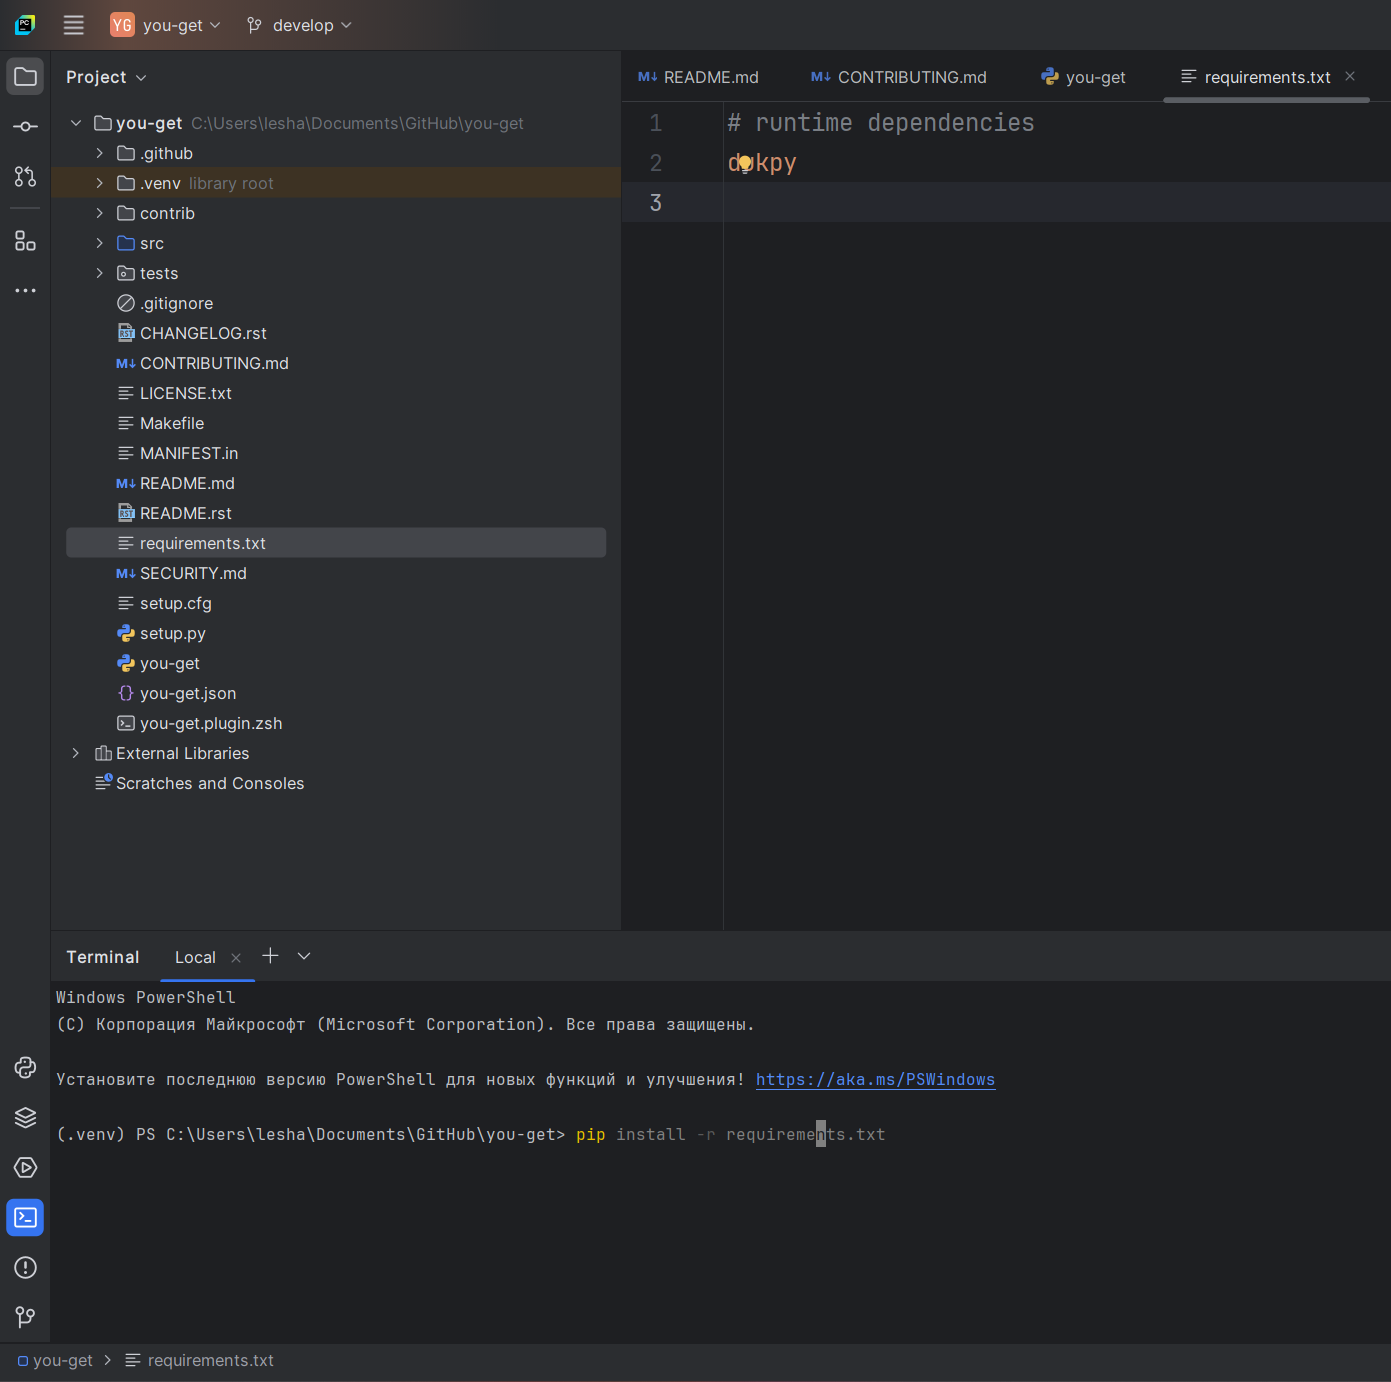 YG you-get develop
Project
README.md CONTRIBUTING.md you-get requirements.txt
you-get C:\Users\lesha\Documents\GitHub\you-get
.github
.venv library root
contrib
src
tests
.gitignore
CHANGELOG.rst
CONTRIBUTING.md
LICENSE.txt
Makefile
MANIFEST.in
README.md
README.rst
requirements.txt
SECURITY.md
setup.cfg
setup.py
you-get
you-get.json
you-get.plugin.zsh
External Libraries
Scratches and Consoles
1 # runtime dependencies
2 dukpy
3
Terminal Local
Windows PowerShell
(C) Корпорация Майкрософт (Microsoft Corporation). Все права защищены.
Установите последнюю версию PowerShell для новых функций и улучшения! https://aka.ms/PSWindows
(.venv) PS C:\Users\lesha\Documents\GitHub\you-get> pip install -r requirements.txt
you-get > requirements.txt